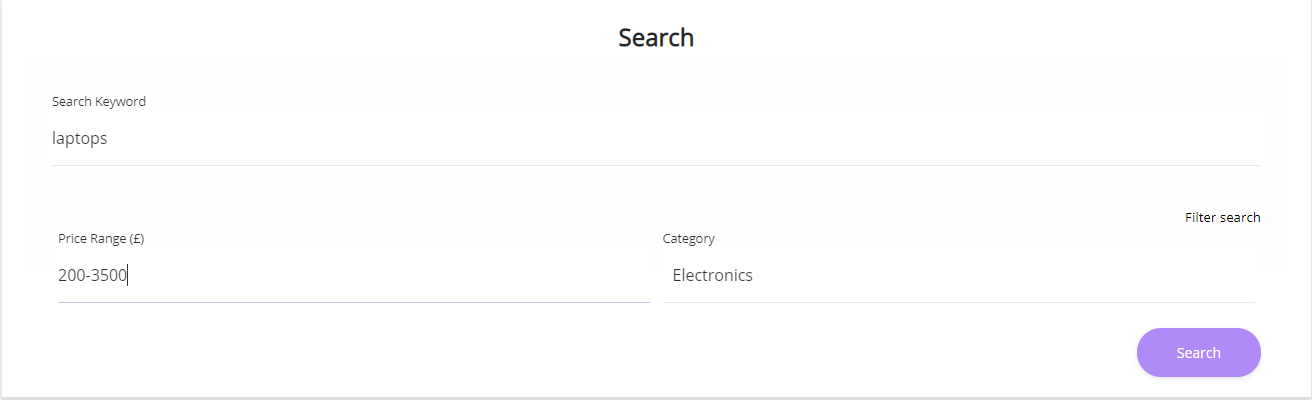 Search
Search Keyword
laptops
Filter search
Price Range (£)
Category
200-3500
Electronics
Search